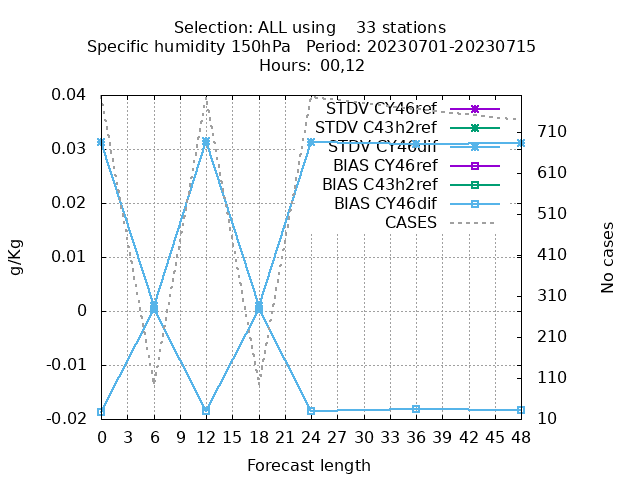 Selection: ALL using    33 stations
Specific humidity 150hPa   Period: 20230701-20230715
Hours:  00,12
0.04
0.03
0.02
0.01
0
-0.01
-0.02
g/Kg
STDV CY46ref
STDV C43h2ref
STDV CY46dif
BIAS CY46ref
BIAS C43h2ref
BIAS CY46dif
CASES
710
610
510
410
310
210
110
10
No cases
0 3 6 9 12 15 18 21 24 27 30 33 36 39 42 45 48
Forecast length